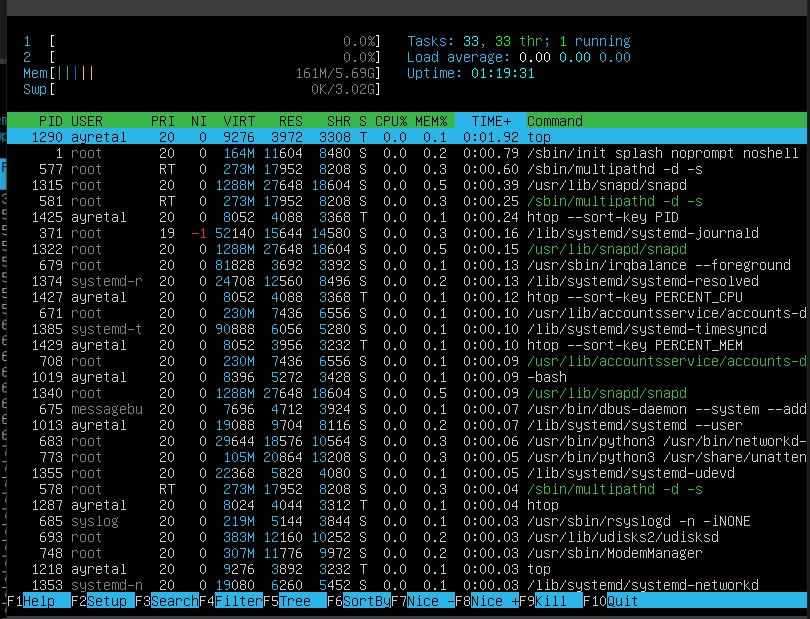 1  [ 0.0%] Tasks: 33, 33 thr; 1 running
2  [ 0.0%] Load average: 0.00 0.00 0.00
Mem[||||| 161M/5.69G] Uptime: 01:19:31
Swp[ 0K/3.02G]
PID USER PRI NI VIRT RES SHR S CPU% MEM% TIME+ Command
1290 ayretal 20 0 9276 3972 3308 T 0.0 0.1 0:01.92 top
1 root 20 0 164M 11604 8480 S 0.0 0.2 0:00.79 /sbin/init splash noprompt noshell
577 root RT 0 273M 17952 8208 S 0.0 0.3 0:00.60 /sbin/multipathd -d -s
1315 root 20 0 1288M 27648 18604 S 0.0 0.5 0:00.39 /usr/lib/snapd/snapd
581 root RT 0 273M 17952 8208 S 0.0 0.3 0:00.25 /sbin/multipathd -d -s
1425 ayretal 20 0 8052 4088 3368 T 0.0 0.1 0:00.24 htop --sort-key PID
371 root 19 -1 52140 15644 14580 S 0.0 0.3 0:00.16 /lib/systemd/systemd-journald
1322 root 20 0 1288M 27648 18604 S 0.0 0.5 0:00.15 /usr/lib/snapd/snapd
679 root 20 0 81828 3692 3392 S 0.0 0.1 0:00.13 /usr/sbin/irqbalance --foreground
1374 systemd-r 20 0 24708 12560 8496 S 0.0 0.2 0:00.13 /lib/systemd/systemd-resolved
1427 ayretal 20 0 8052 4088 3368 T 0.0 0.1 0:00.12 htop --sort-key PERCENT_CPU
671 root 20 0 230M 7436 6556 S 0.0 0.1 0:00.10 /usr/lib/accountsservice/accounts-d
1385 systemd-t 20 0 90888 6056 5280 S 0.0 0.1 0:00.10 /lib/systemd/systemd-timesyncd
1429 ayretal 20 0 8052 3956 3232 T 0.0 0.1 0:00.10 htop --sort-key PERCENT_MEM
708 root 20 0 230M 7436 6556 S 0.0 0.1 0:00.09 /usr/lib/accountsservice/accounts-d
1019 ayretal 20 0 8396 5272 3428 S 0.0 0.1 0:00.09 -bash
1340 root 20 0 1288M 27648 18604 S 0.0 0.5 0:00.09 /usr/lib/snapd/snapd
675 messagebu 20 0 7696 4712 3924 S 0.0 0.1 0:00.07 /usr/bin/dbus-daemon --system --add
1013 ayretal 20 0 19088 9704 8116 S 0.0 0.2 0:00.07 /lib/systemd/systemd --user
683 root 20 0 29644 18576 10564 S 0.0 0.3 0:00.06 /usr/bin/python3 /usr/bin/networkd-
773 root 20 0 105M 20864 13208 S 0.0 0.3 0:00.05 /usr/bin/python3 /usr/share/unatten
1355 root 20 0 22368 5828 4080 S 0.0 0.1 0:00.05 /lib/systemd/systemd-udevd
578 root RT 0 273M 17952 8208 S 0.0 0.3 0:00.04 /sbin/multipathd -d -s
1287 ayretal 20 0 8024 4044 3312 T 0.0 0.1 0:00.04 htop
685 syslog 20 0 219M 5144 3844 S 0.0 0.1 0:00.03 /usr/sbin/rsyslogd -n -iNONE
693 root 20 0 383M 12160 10252 S 0.0 0.2 0:00.03 /usr/lib/udisks2/udisksd
748 root 20 0 307M 11776 9972 S 0.0 0.2 0:00.03 /usr/sbin/ModemManager
1218 ayretal 20 0 9276 3892 3232 T 0.0 0.1 0:00.03 top
1353 systemd-n 20 0 19080 6260 5452 S 0.0 0.1 0:00.03 /lib/systemd/systemd-networkd
F1Help F2Setup F3SearchF4FilterF5Tree F6SortByF7Nice -F8Nice +F9Kill F10Quit